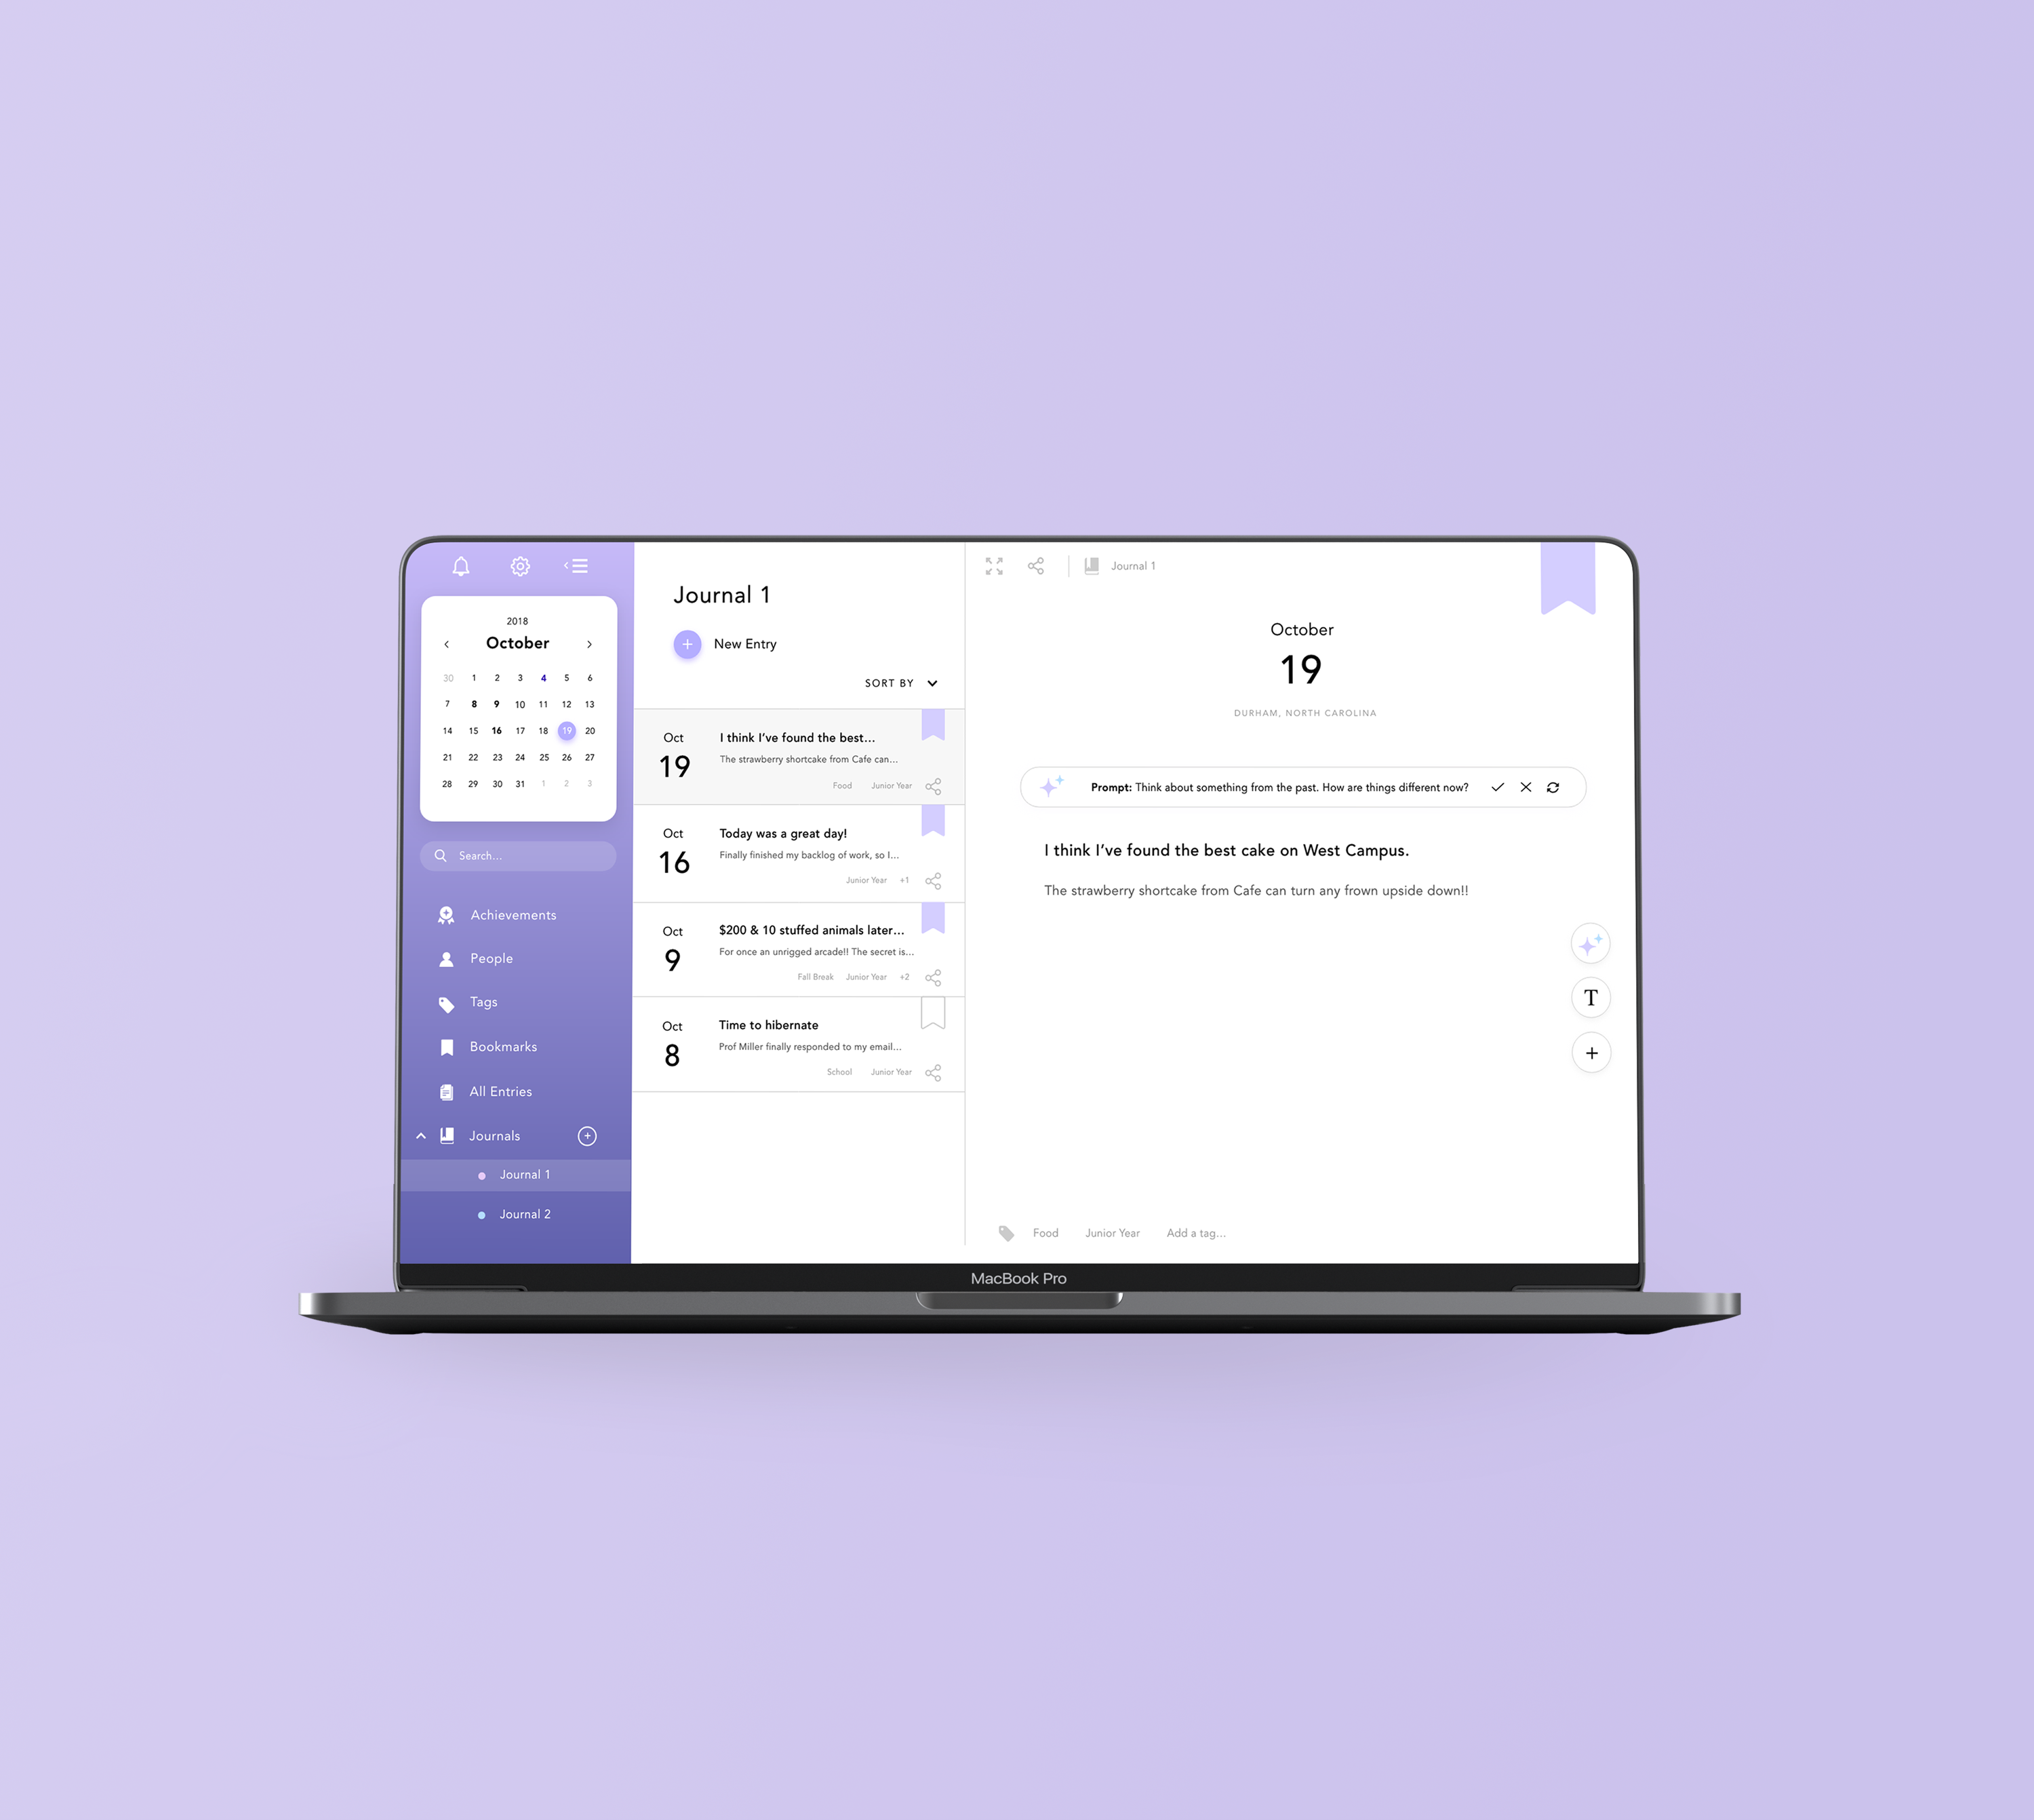 2018
October
30 1 2 3 4 5 6
7 8 9 10 11 12 13
14 15 16 17 18 19 20
21 22 23 24 25 26 27
28 29 30 31 1 2 3
Search...
Achievements
People
Tags
Bookmarks
All Entries
Journals
Journal 1
Journal 2
Journal 1
New Entry
SORT BY
Oct
19
I think I've found the best...
The strawberry shortcake from Cafe can...
Food Junior Year
Oct
16
Today was a great day!
Finally finished my backlog of work, so I...
Junior Year +1
Oct
9
$200 & 10 stuffed animals later...
For once an unrigged arcade!! The secret is...
Fall Break Junior Year +2
Oct
8
Time to hibernate
Prof Miller finally responded to my email...
School Junior Year
Journal 1
October
19
DURHAM, NORTH CAROLINA
Prompt: Think about something from the past. How are things different now?
I think I've found the best cake on West Campus.
The strawberry shortcake from Cafe can turn any frown upside down!!
T
Food Junior Year Add a tag...
MacBook Pro